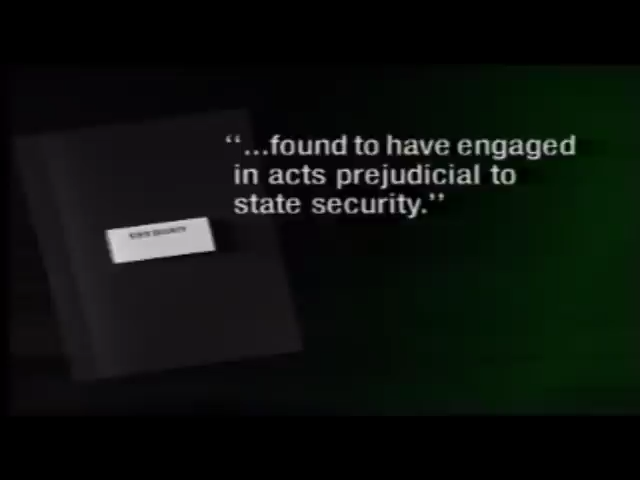 “...found to have engaged
in acts prejudicial to
state security.”